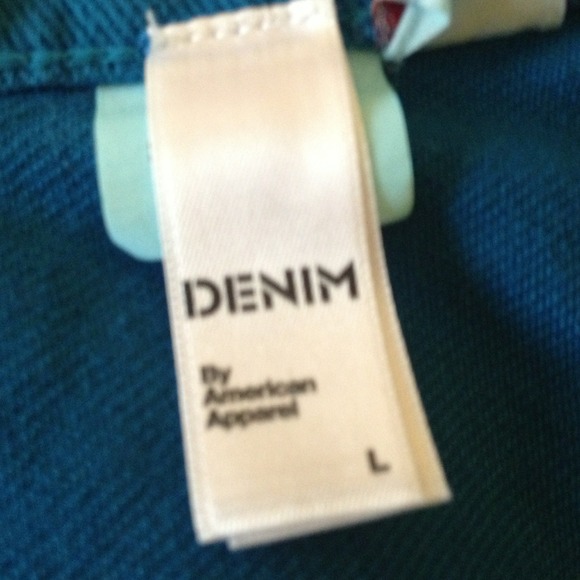 DENIM
By
American
Apparel
L